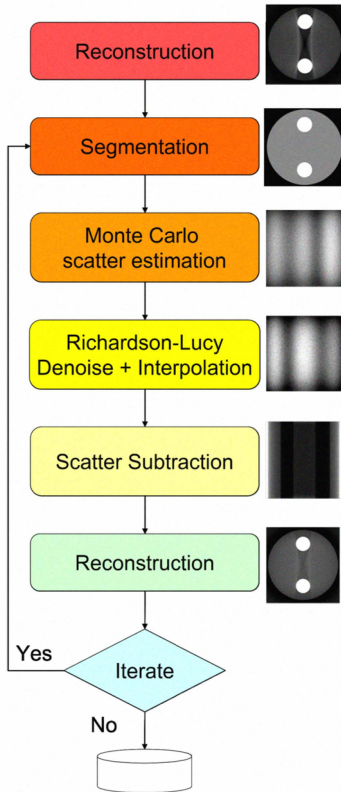 Reconstruction
Segmentation
Monte Carlo
scatter estimation
Richardson-Lucy
Denoise + Interpolation
Scatter Subtraction
Reconstruction
Yes
Iterate
No